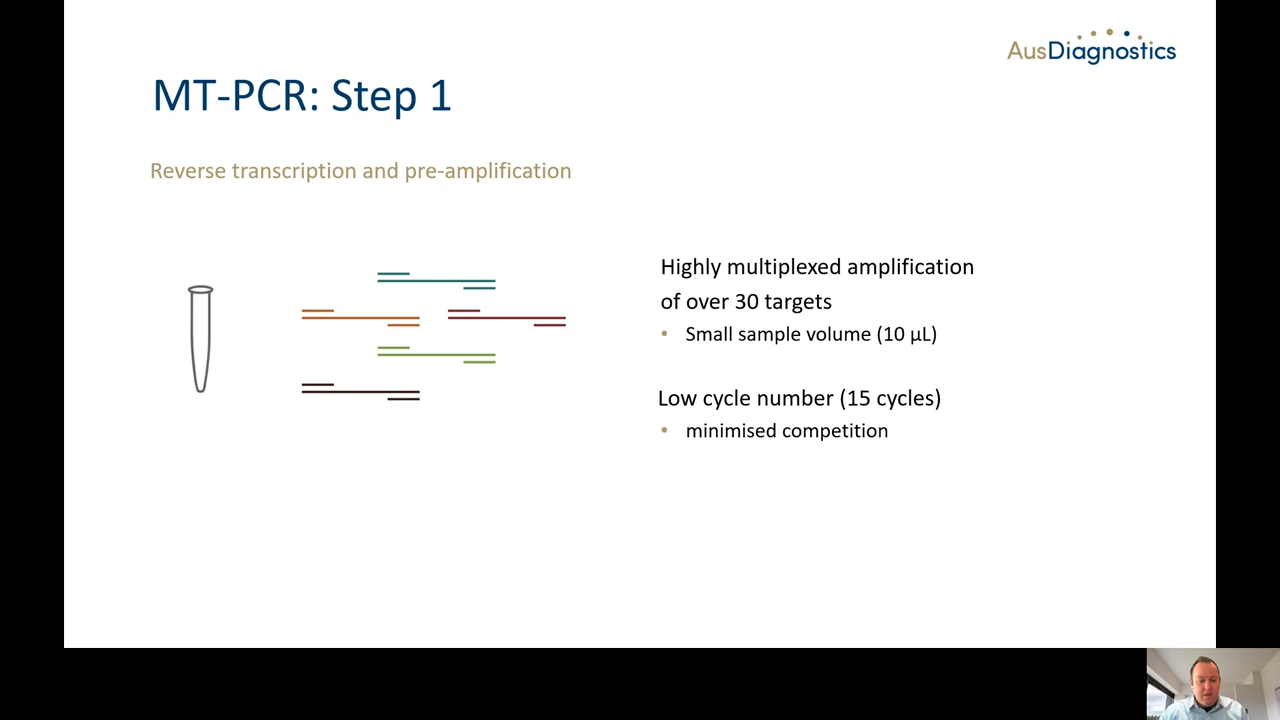 AusDiagnostics
MT-PCR: Step 1
Reverse transcription and pre-amplification
Highly multiplexed amplification
of over 30 targets
• Small sample volume (10 µL)
Low cycle number (15 cycles)
• minimised competition